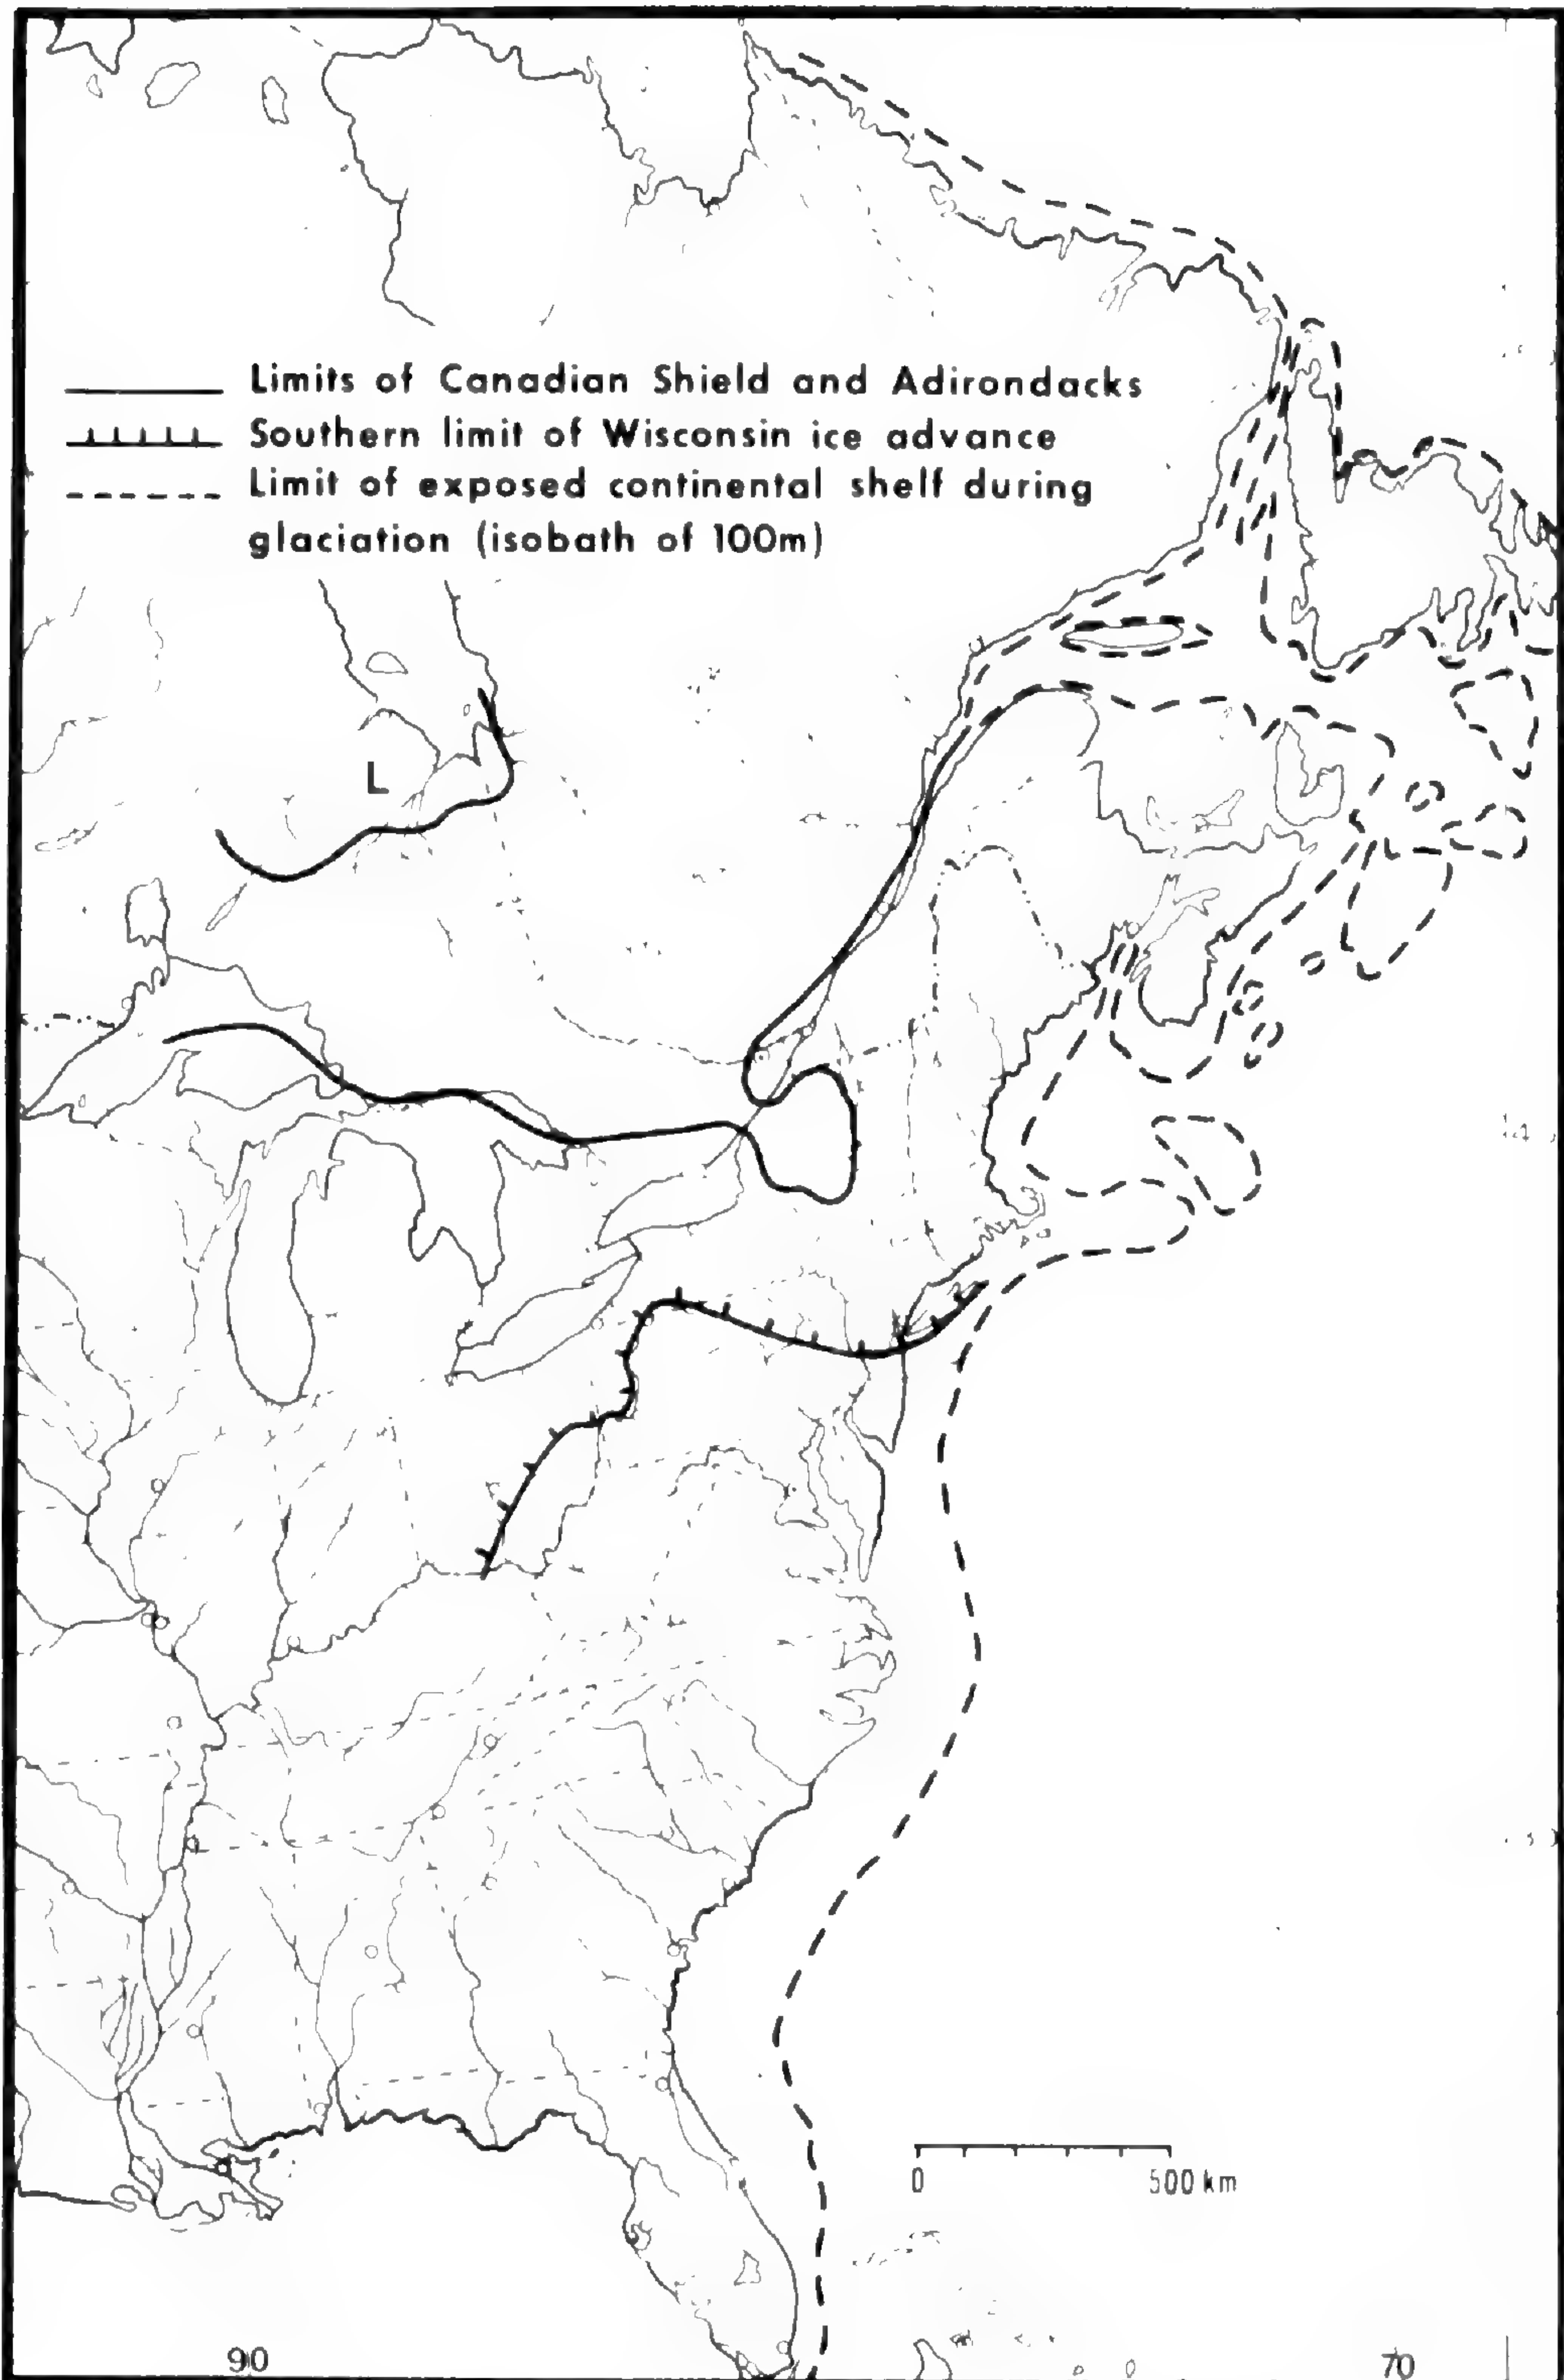 Limits of Canadian Shield and Adirondacks
Southern limit of Wisconsin ice advance
Limit of exposed continental shelf during
glaciation (isobath of 100m)
L
0 500 km
90 70